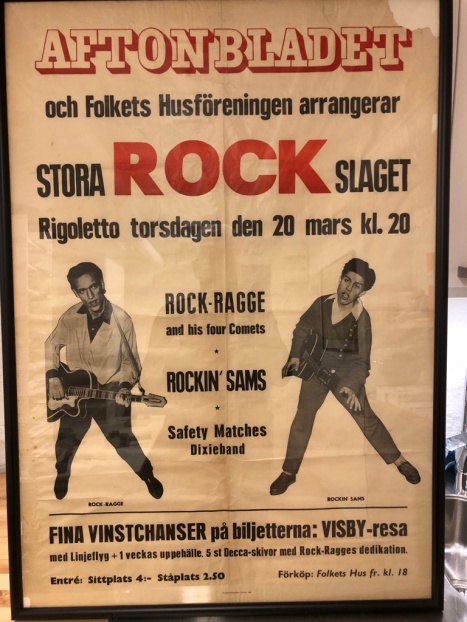 AFTONBLADET
och Folkets Husföreningen arrangerar
STORA ROCK SLAGET
Rigoletto torsdagen den 20 mars kl. 20
ROCK-RAGGE
and his four Comets
ROCKIN' SAMS
Safety Matches
Dixieband
ROCK-RAGGE
ROCKIN' SAMS
FINA VINSTCHANSER på biljetterna: VISBY-resa
med Linjeflyg + 1 veckas uppehälle. 5 st Decca-skivor med Rock-Ragges dedikation.
Entré: Sittplats 4:- Ståplats 2.50
Förköp: Folkets Hus fr. kl. 18